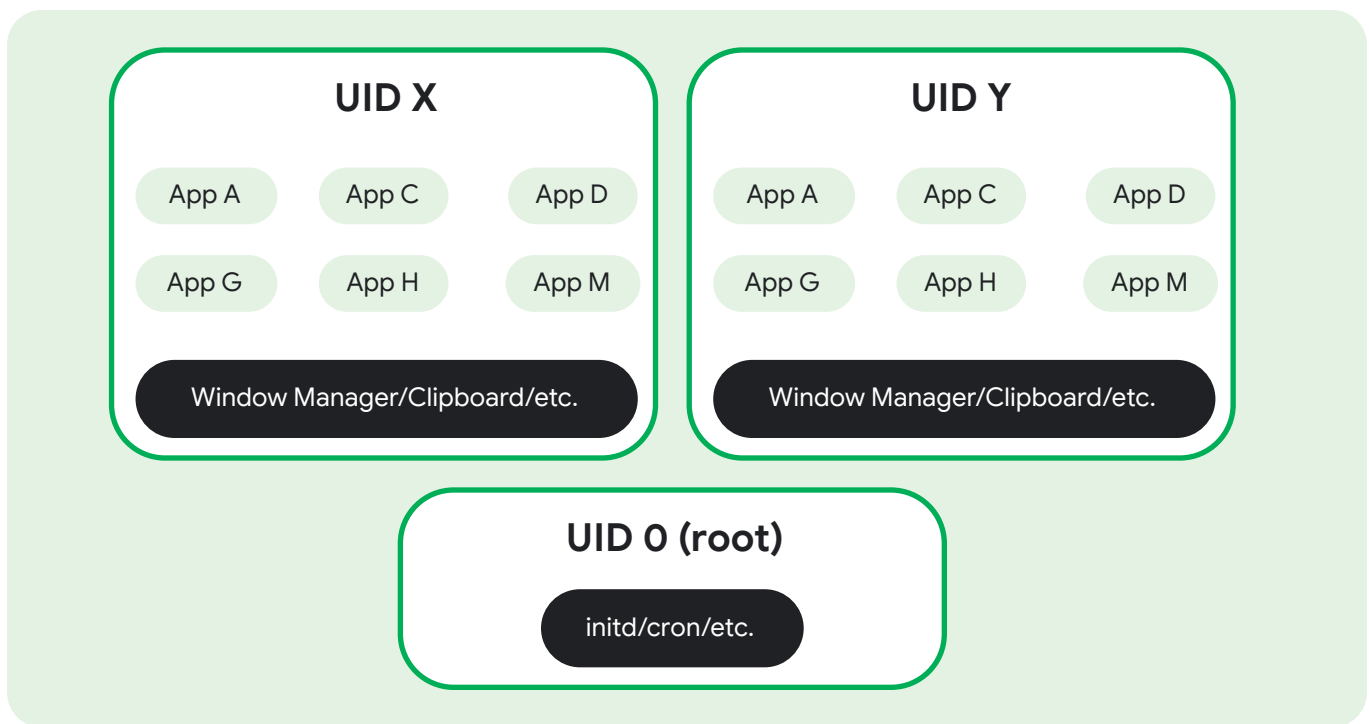 UID X
App A
App C
App D
App G
App H
App M
Window Manager/Clipboard/etc.
UID Y
App A
App C
App D
App G
App H
App M
Window Manager/Clipboard/etc.
UID 0 (root)
initd/cron/etc.